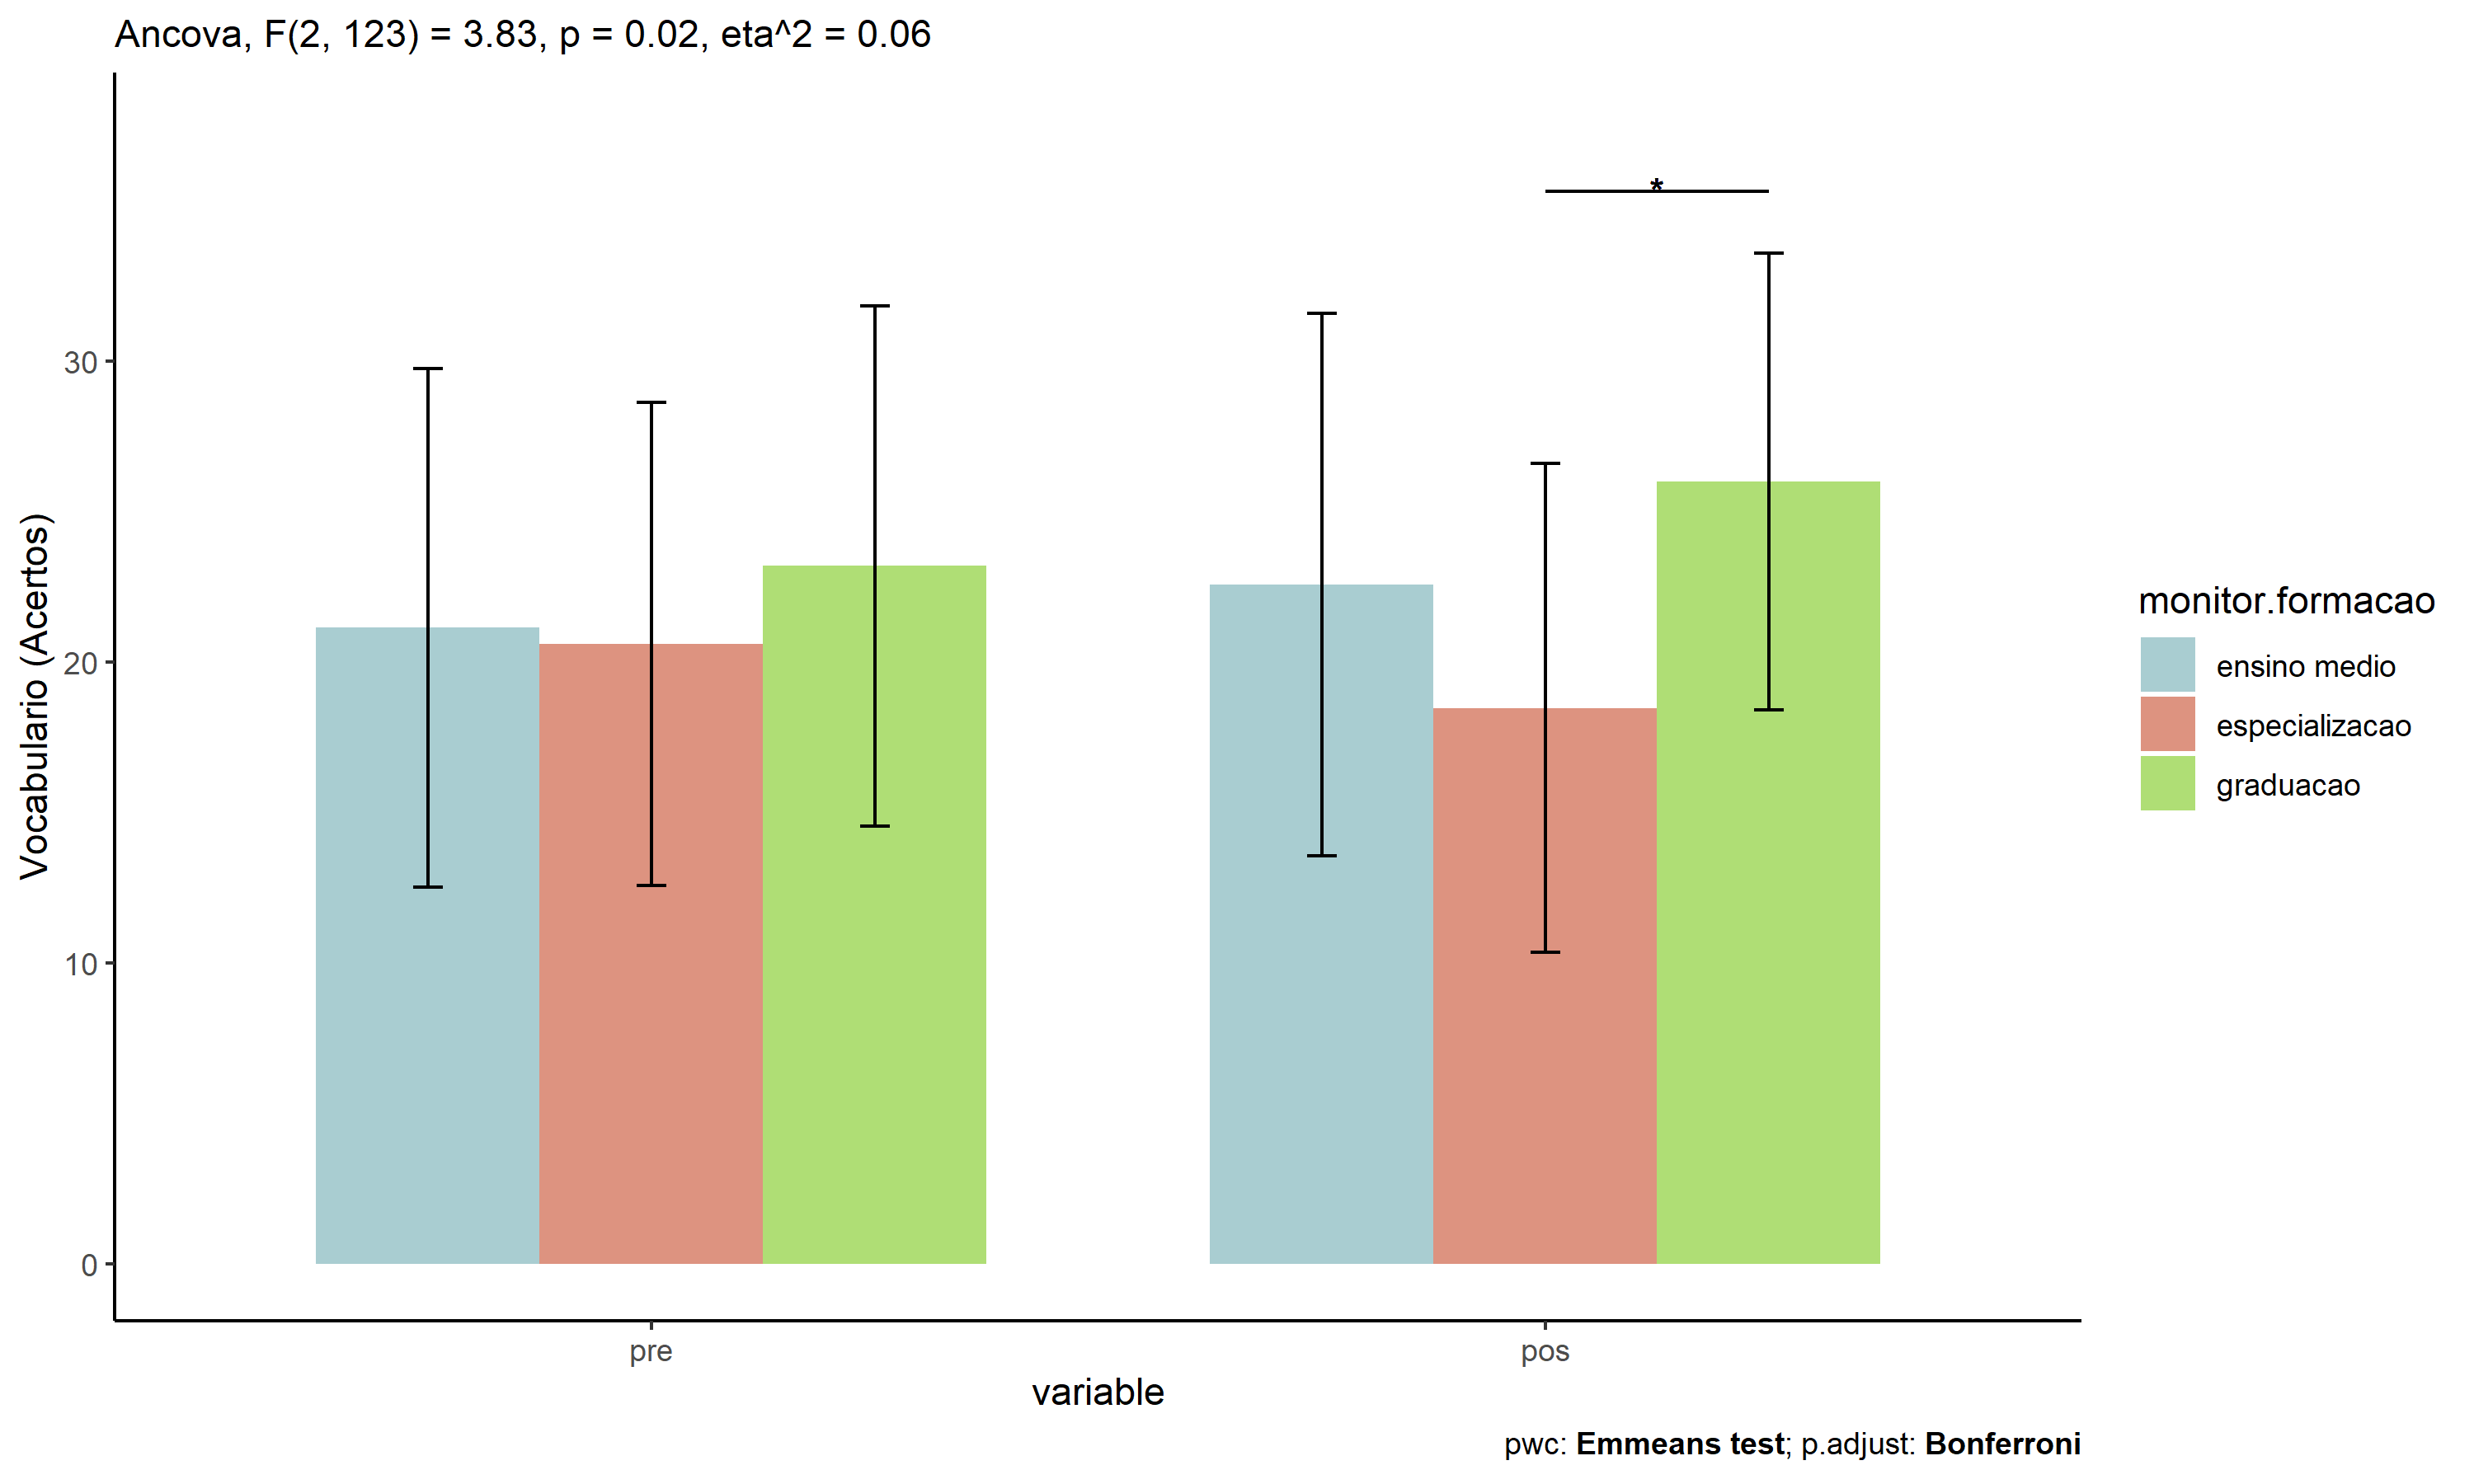 Ancova, F(2, 123) = 3.83, p = 0.02, eta^2 = 0.06
*
Vocabulario (Acertos)
30
20
10
0
pre
pos
variable
monitor.formacao
ensino medio
especializacao
graduacao
pwc: Emmeans test; p.adjust: Bonferroni